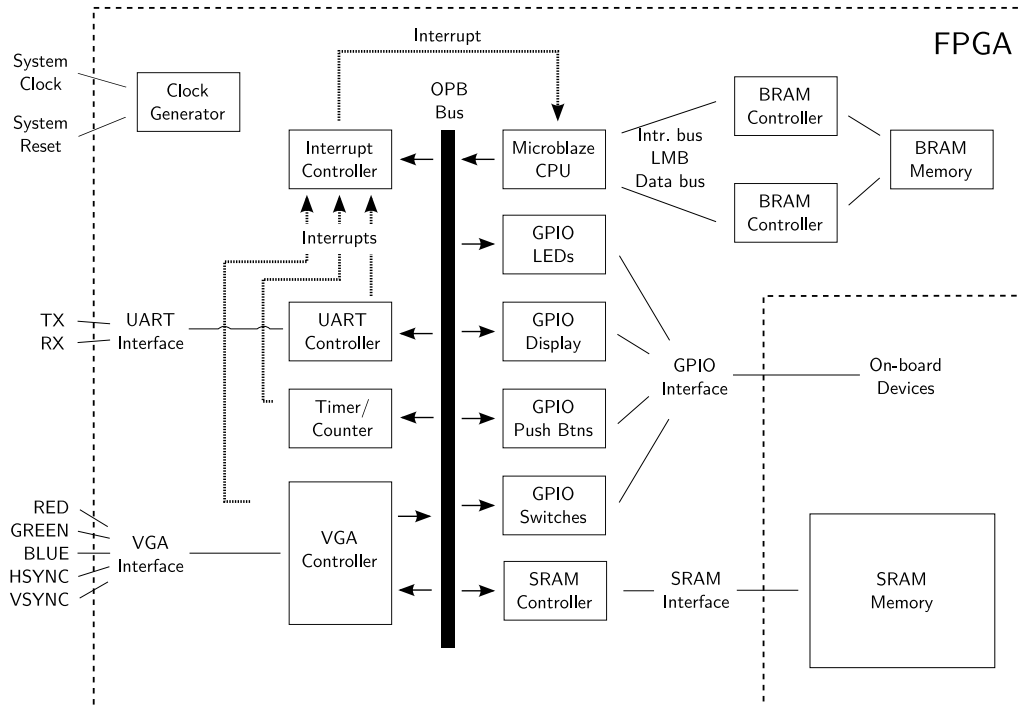 Interrupt
FPGA
System
Clock
Clock
Generator
System
Reset
OPB
Bus
Interrupt
Controller
Microblaze
CPU
Intr. bus
LMB
Data bus
BRAM
Controller
BRAM
Controller
BRAM
Memory
Interrupts
GPIO
LEDs
TX
RX
UART
Interface
UART
Controller
GPIO
Display
GPIO
Interface
On-board
Devices
Timer/
Counter
GPIO
Push Btns
RED
GREEN
BLUE
HSYNC
VSYNC
VGA
Interface
VGA
Controller
GPIO
Switches
SRAM
Controller
SRAM
Interface
SRAM
Memory